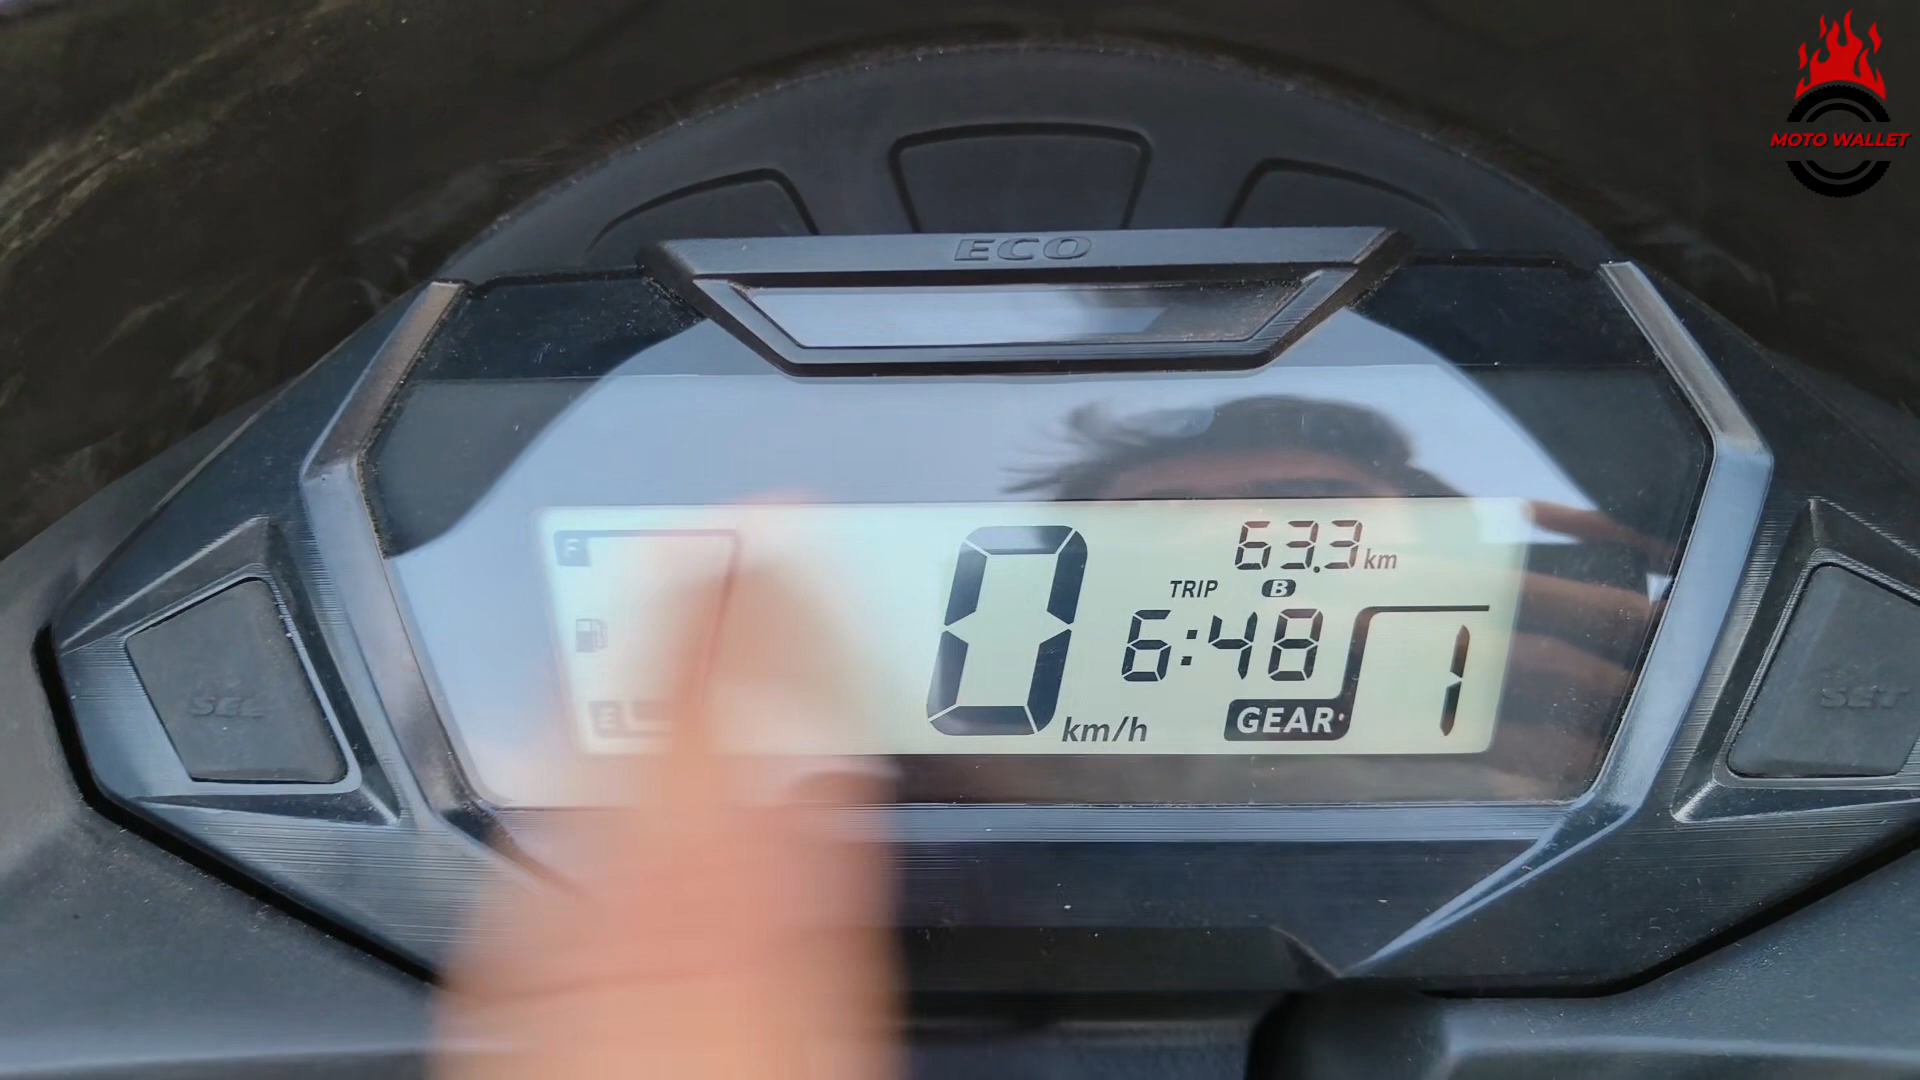 MOTO WALLET
ECO
F
63.3 km
TRIP B
6:48
0 km/h
GEAR 1
E
SEL
SET